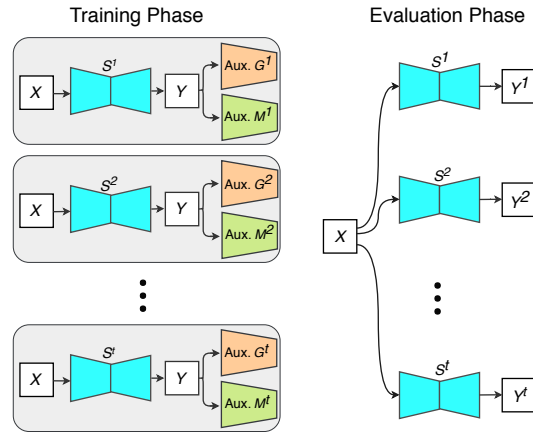 Training Phase
S¹
X
Y
Aux. G¹
Aux. M¹
S²
X
Y
Aux. G²
Aux. M²
Sᵗ
X
Y
Aux. Gᵗ
Aux. Mᵗ
Evaluation Phase
S¹
Y¹
S²
Y²
X
Sᵗ
Yᵗ